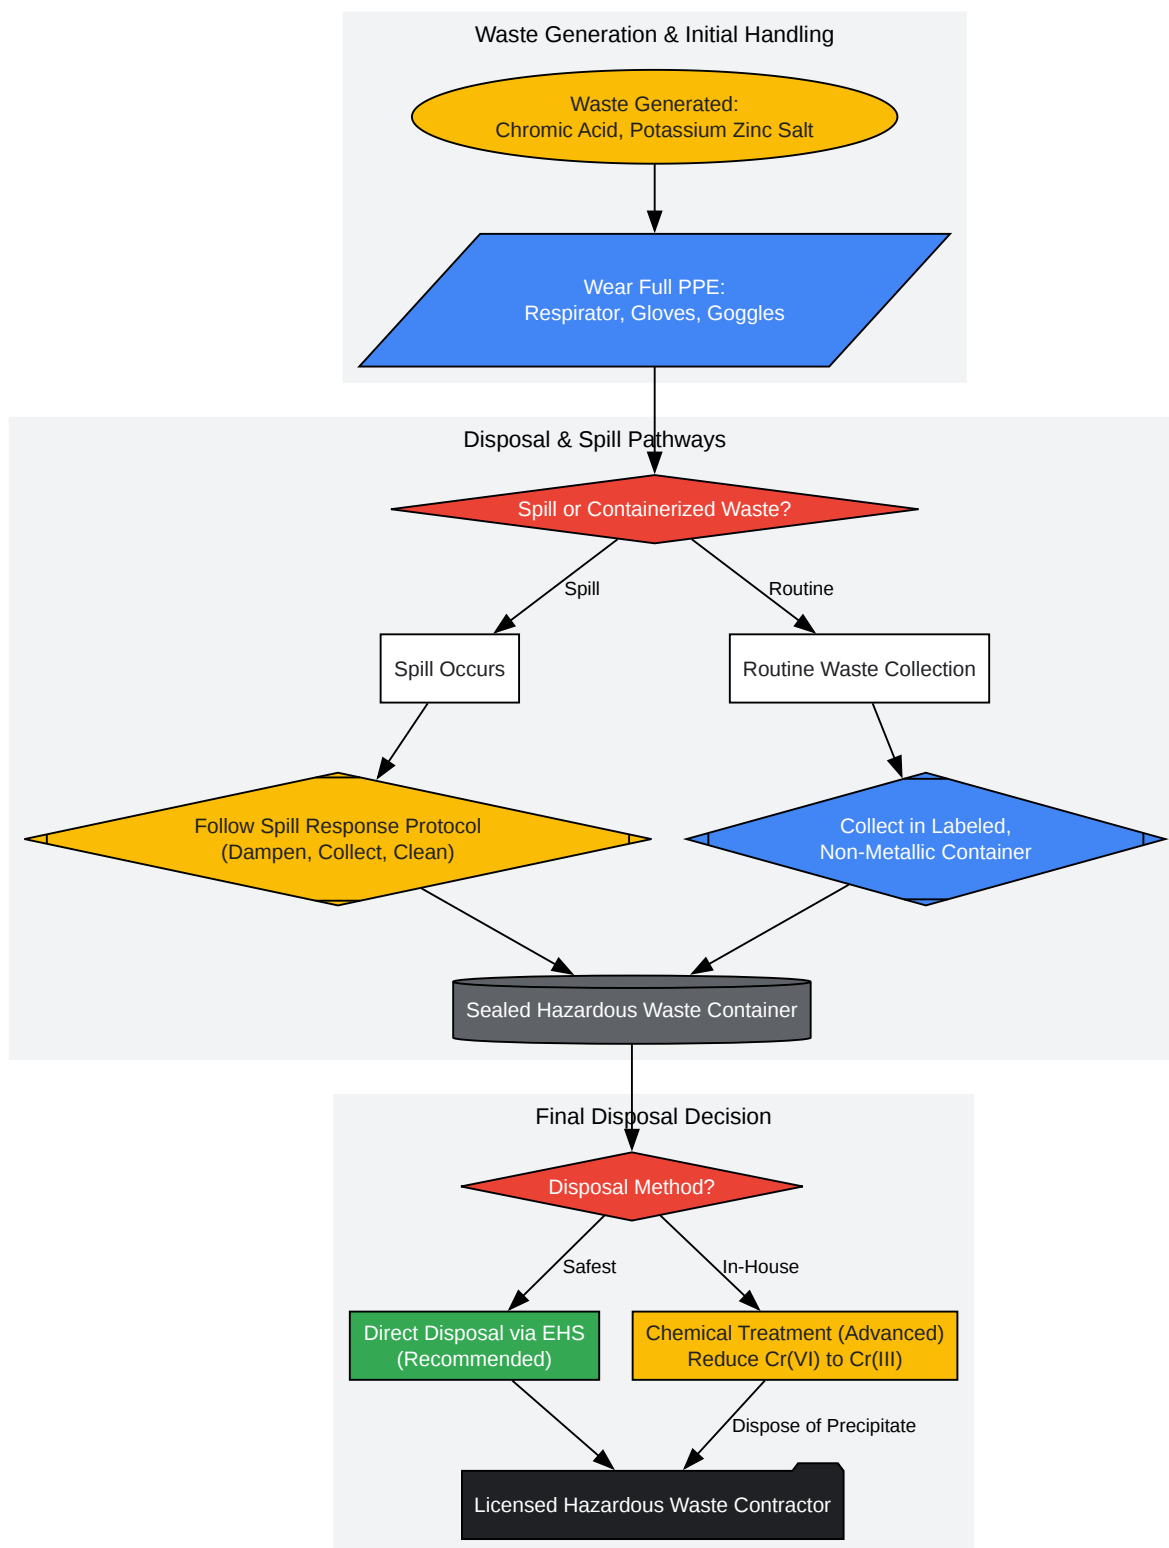 Waste Generation & Initial Handling
Waste Generated:
Chromic Acid, Potassium Zinc Salt
Wear Full PPE:
Respirator, Gloves, Goggles
Disposal & Spill Pathways
Spill or Containerized Waste?
Spill
Routine
Spill Occurs
Routine Waste Collection
Follow Spill Response Protocol
(Dampen, Collect, Clean)
Collect in Labeled,
Non-Metallic Container
Sealed Hazardous Waste Container
Final Disposal Decision
Disposal Method?
Safest
In-House
Direct Disposal via EHS
(Recommended)
Chemical Treatment (Advanced)
Reduce Cr(VI) to Cr(III)
Dispose of Precipitate
Licensed Hazardous Waste Contractor